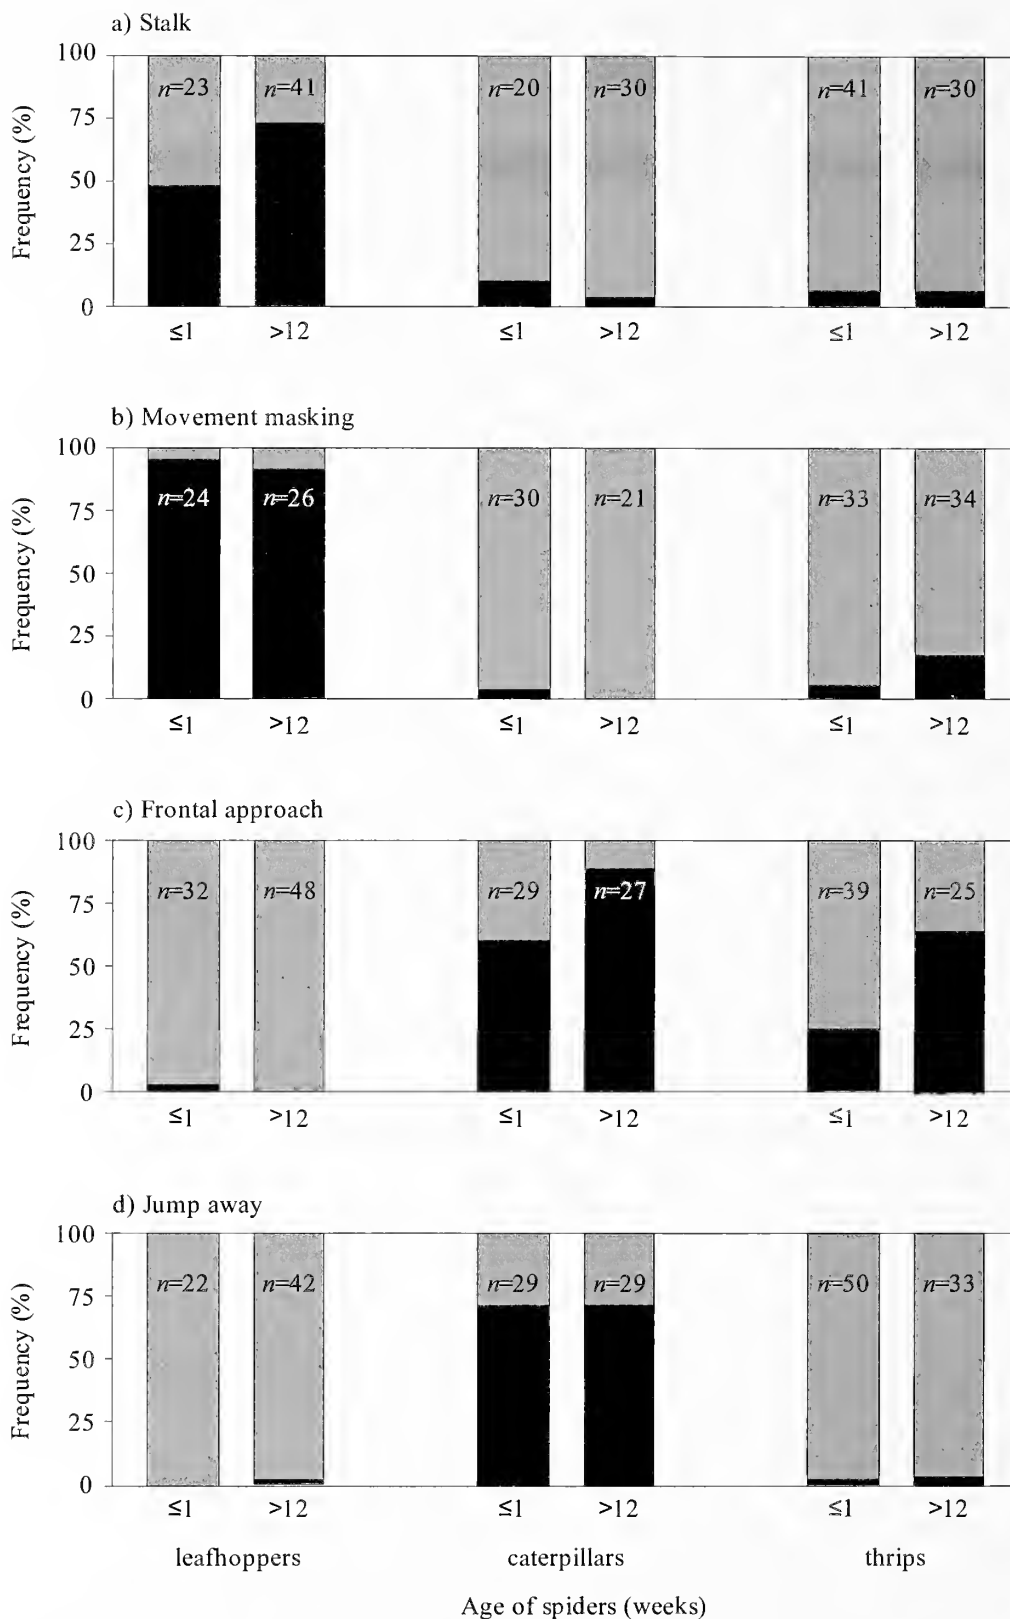 a) Stalk
100
n=23 n=41 n=20 n=30 n=41 n=30
75
Frequency (%)
50
25
0
≤1 >12 ≤1 >12 ≤1 >12
b) Movement masking
100
n=24 n=26 n=30 n=21 n=33 n=34
75
Frequency (%)
50
25
0
≤1 >12 ≤1 >12 ≤1 >12
c) Frontal approach
100
n=32 n=48 n=29 n=27 n=39 n=25
75
Frequency (%)
50
25
0
≤1 >12 ≤1 >12 ≤1 >12
d) Jump away
100
n=22 n=42 n=29 n=29 n=50 n=33
75
Frequency (%)
50
25
0
≤1 >12 ≤1 >12 ≤1 >12
leafhoppers caterpillars thrips
Age of spiders (weeks)